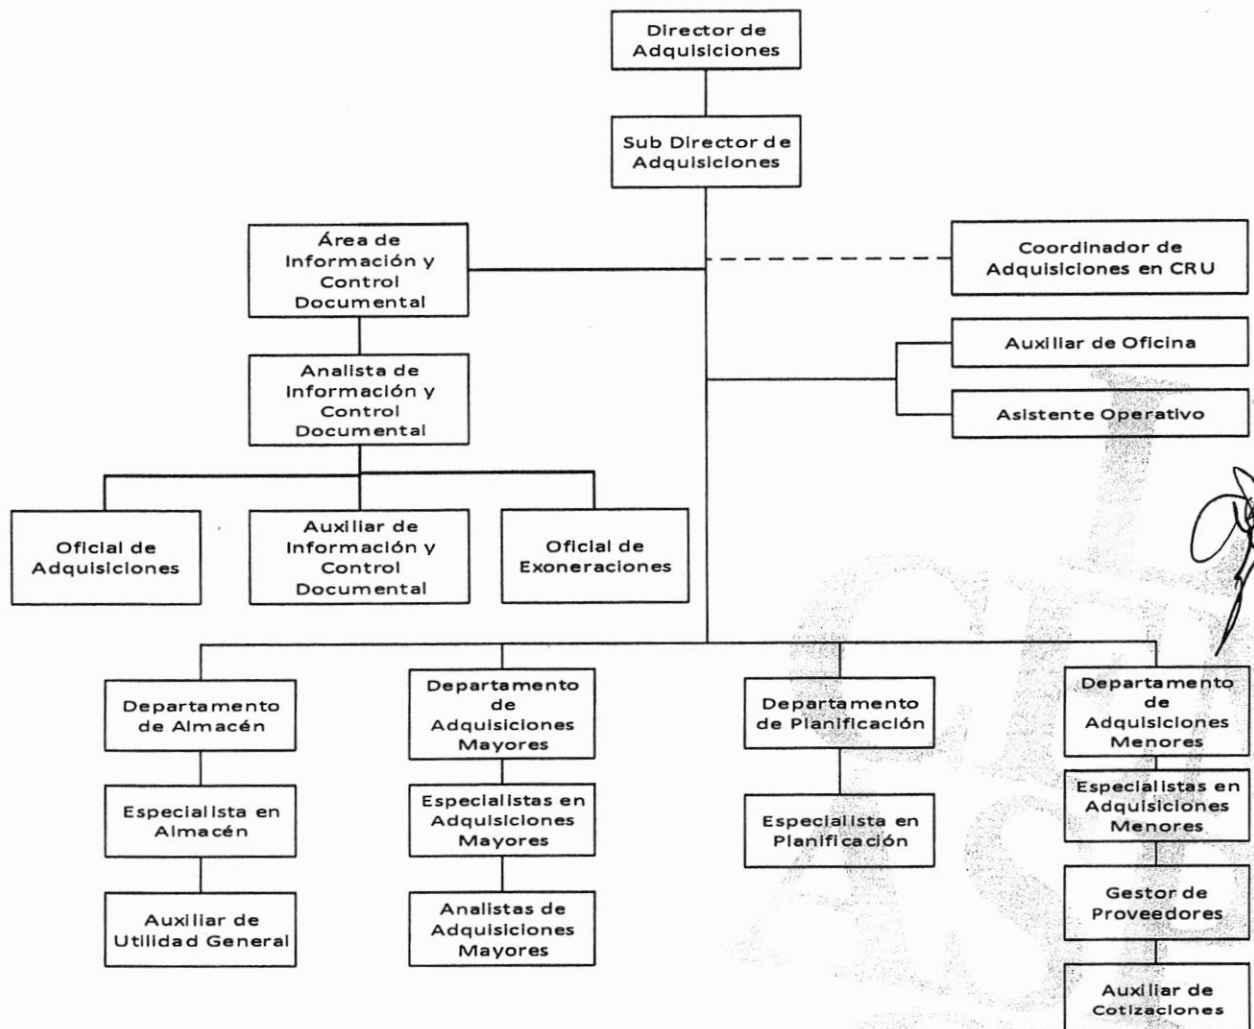 Director de
Adquisiciones
Sub Director de
Adquisiciones
Área de
Información y
Control
Documental
Coordinador de
Adquisiciones en CRU
Auxiliar de Oficina
Analista de
Información y
Control
Documental
Asistente Operativo
Oficial de
Adquisiciones
Auxiliar de
Información y
Control
Documental
Oficial de
Exoneraciones
Departamento
de Almacén
Departamento
de
Adquisiciones
Mayores
Departamento
de Planificación
Departamento
de
Adquisiciones
Menores
Especialista en
Almacén
Especialistas en
Adquisiciones
Mayores
Especialista en
Planificación
Especialistas en
Adquisiciones
Menores
Auxiliar de
Utilidad General
Analistas de
Adquisiciones
Mayores
Gestor de
Proveedores
Auxiliar de
Cotizaciones